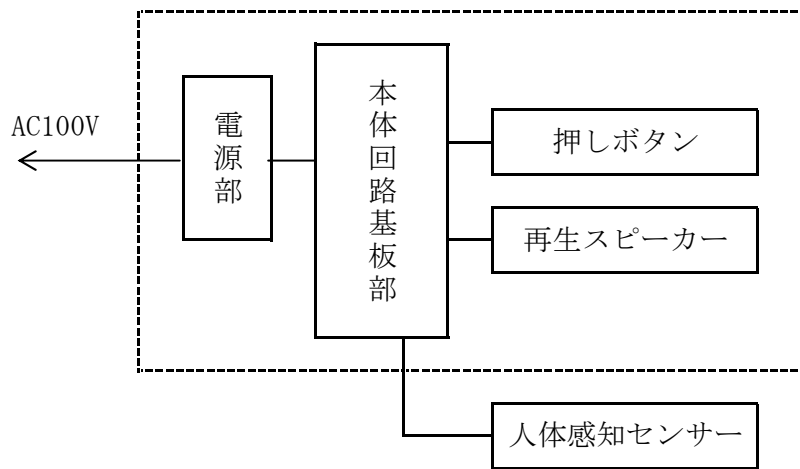 AC100V
電源部
本体回路基板部
押しボタン
再生スピーカー
人体感知センサー